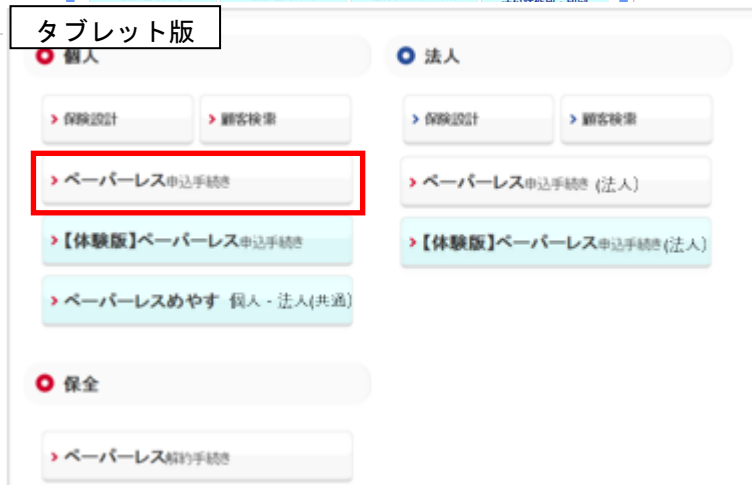 タブレット版
個人
保険設計
顧客検索
ペーパーレス申込手続き
【体験版】ペーパーレス申込手続き
ペーパーレスめやす 個人・法人(共通)
法人
保険設計
顧客検索
ペーパーレス申込手続き (法人)
【体験版】ペーパーレス申込手続き(法人)
保全
ペーパーレス解約手続き